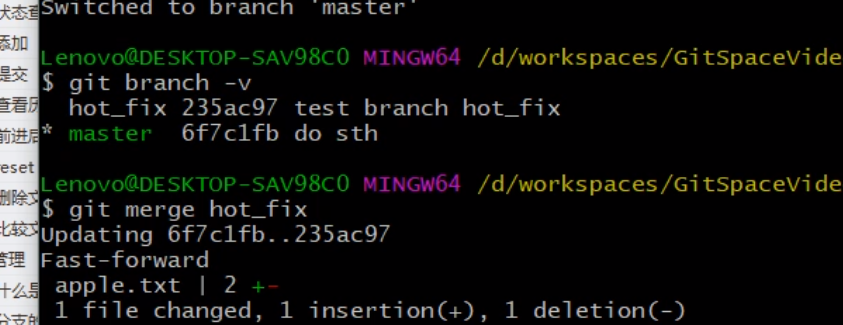 Switched to branch 'master'
Lenovo@DESKTOP-SAV98C0 MINGW64 /d/workspaces/GitSpaceVide
$ git branch -v
hot_fix 235ac97 test branch hot_fix
* master 6f7c1fb do sth
Lenovo@DESKTOP-SAV98C0 MINGW64 /d/workspaces/GitSpaceVide
$ git merge hot_fix
Updating 6f7c1fb..235ac97
Fast-forward
apple.txt | 2 +-
1 file changed, 1 insertion(+), 1 deletion(-)
状态查
添加
提交
查看历
前进后
reset
删除文
比较文
管理
什么是
分支的